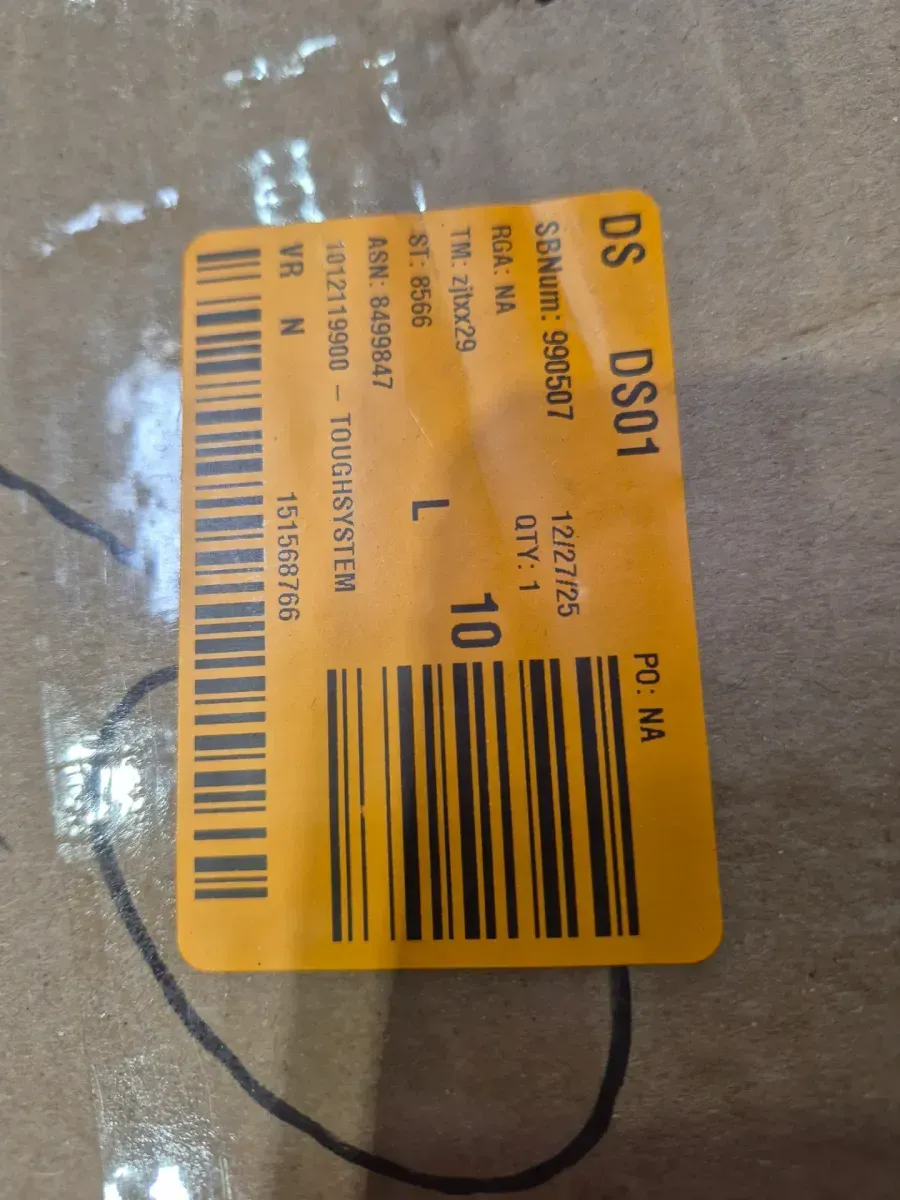 DS DS01
PO: NA
SBNum: 990507 12/27/25
RGA: NA QTY: 1
TM: zjtxx29 10
ST: 8566 L
ASN: 8499847
1012119900 - TOUGHSYSTEM
VR N 151568766